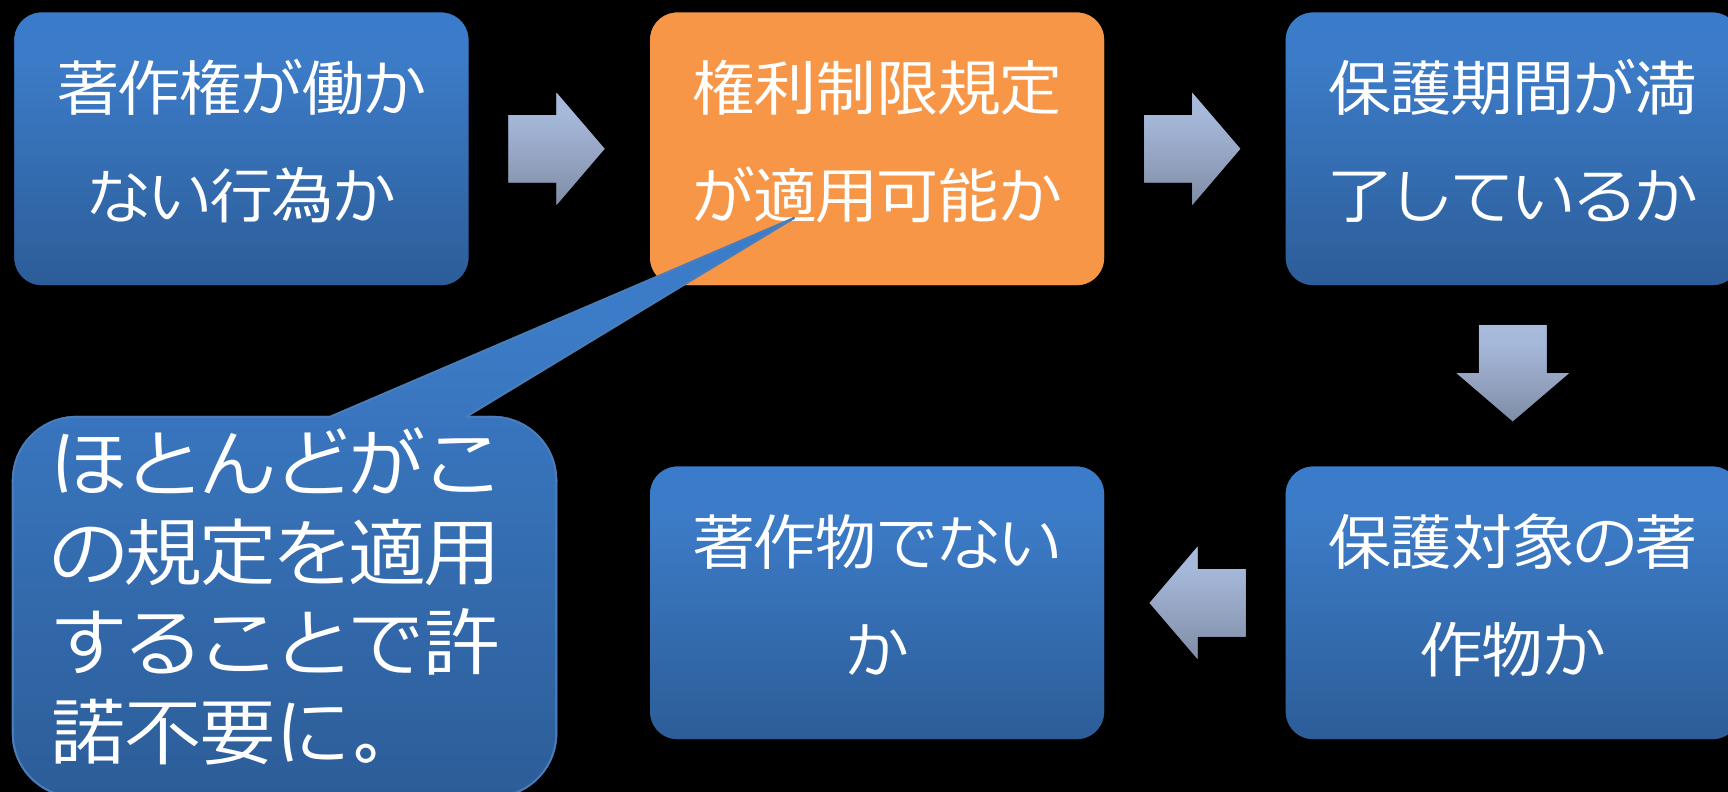 著作権が働か
ない行為か
権利制限規定
が適用可能か
保護期間が満
了しているか
保護対象の著
作物か
著作物でない
か
ほとんどがこ
の規定を適用
することで許
諾不要に。